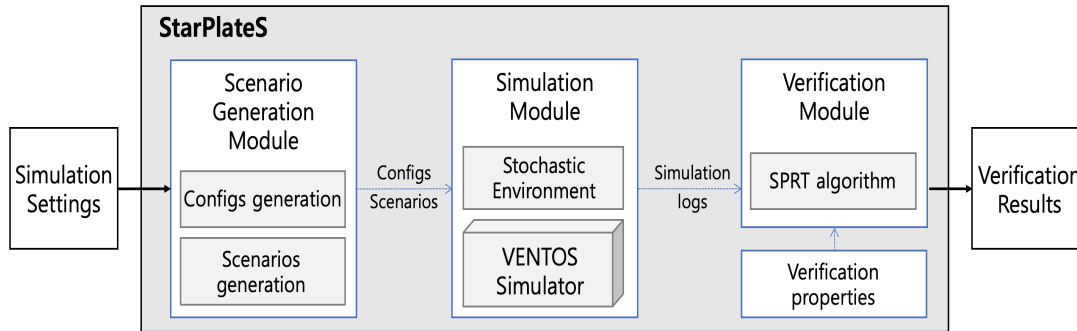 StarPlateS
Simulation
Settings
Scenario
Generation
Module
Configs generation
Scenarios
generation
Configs
Scenarios
Simulation
Module
Stochastic
Environment
VENTOS
Simulator
Simulation
logs
Verification
Module
SPRT algorithm
Verification
properties
Verification
Results